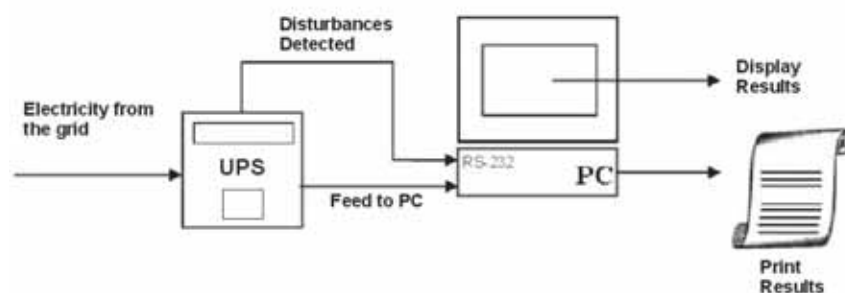 Disturbances
Detected
Electricity from
the grid
UPS
Feed to PC
RS-232
PC
Display
Results
Print
Results